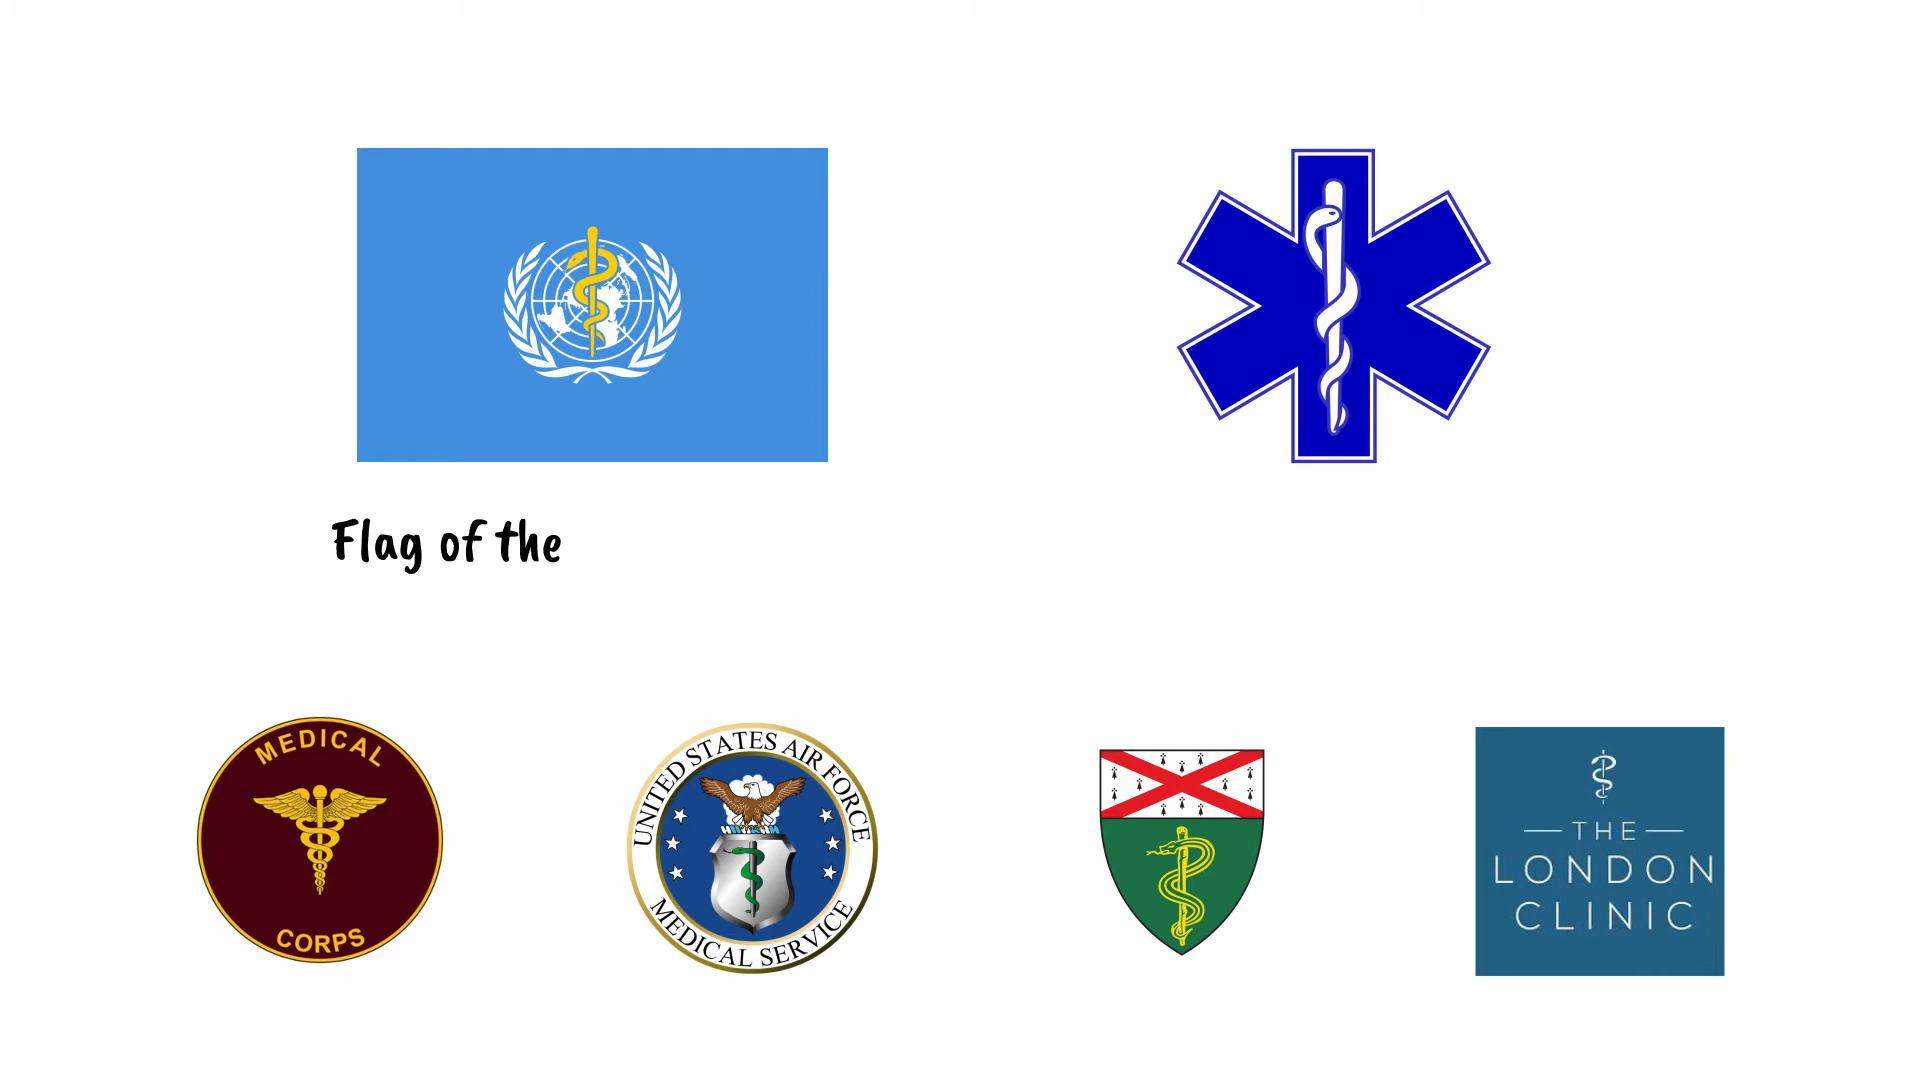 Flag of the
MEDICAL
CORPS
UNITED STATES AIR FORCE
MEDICAL SERVICE
THE
LONDON
CLINIC